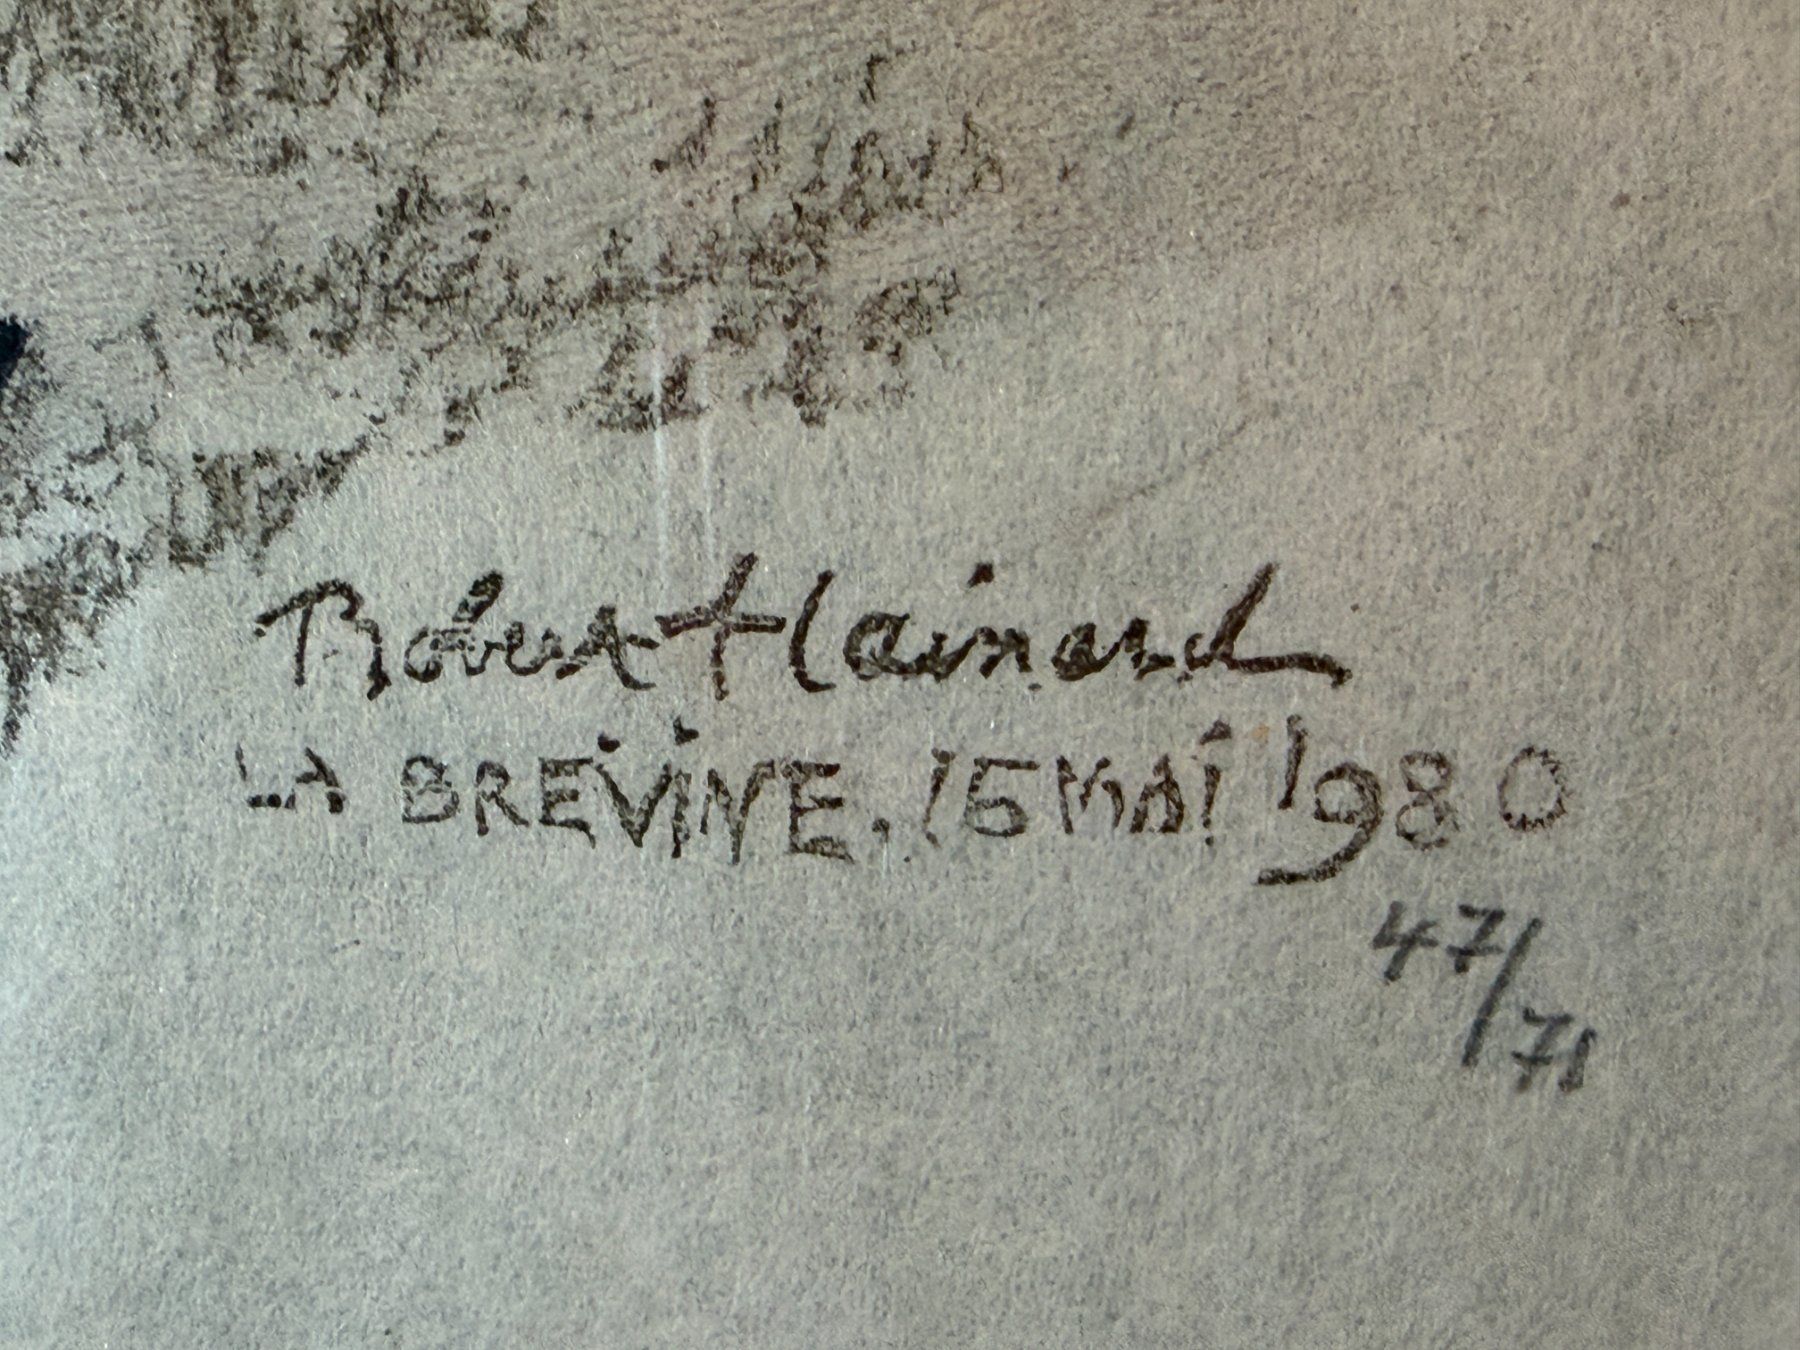 Robert Hainard
LA BRÉVINE. 15 MAI 1980
47/71